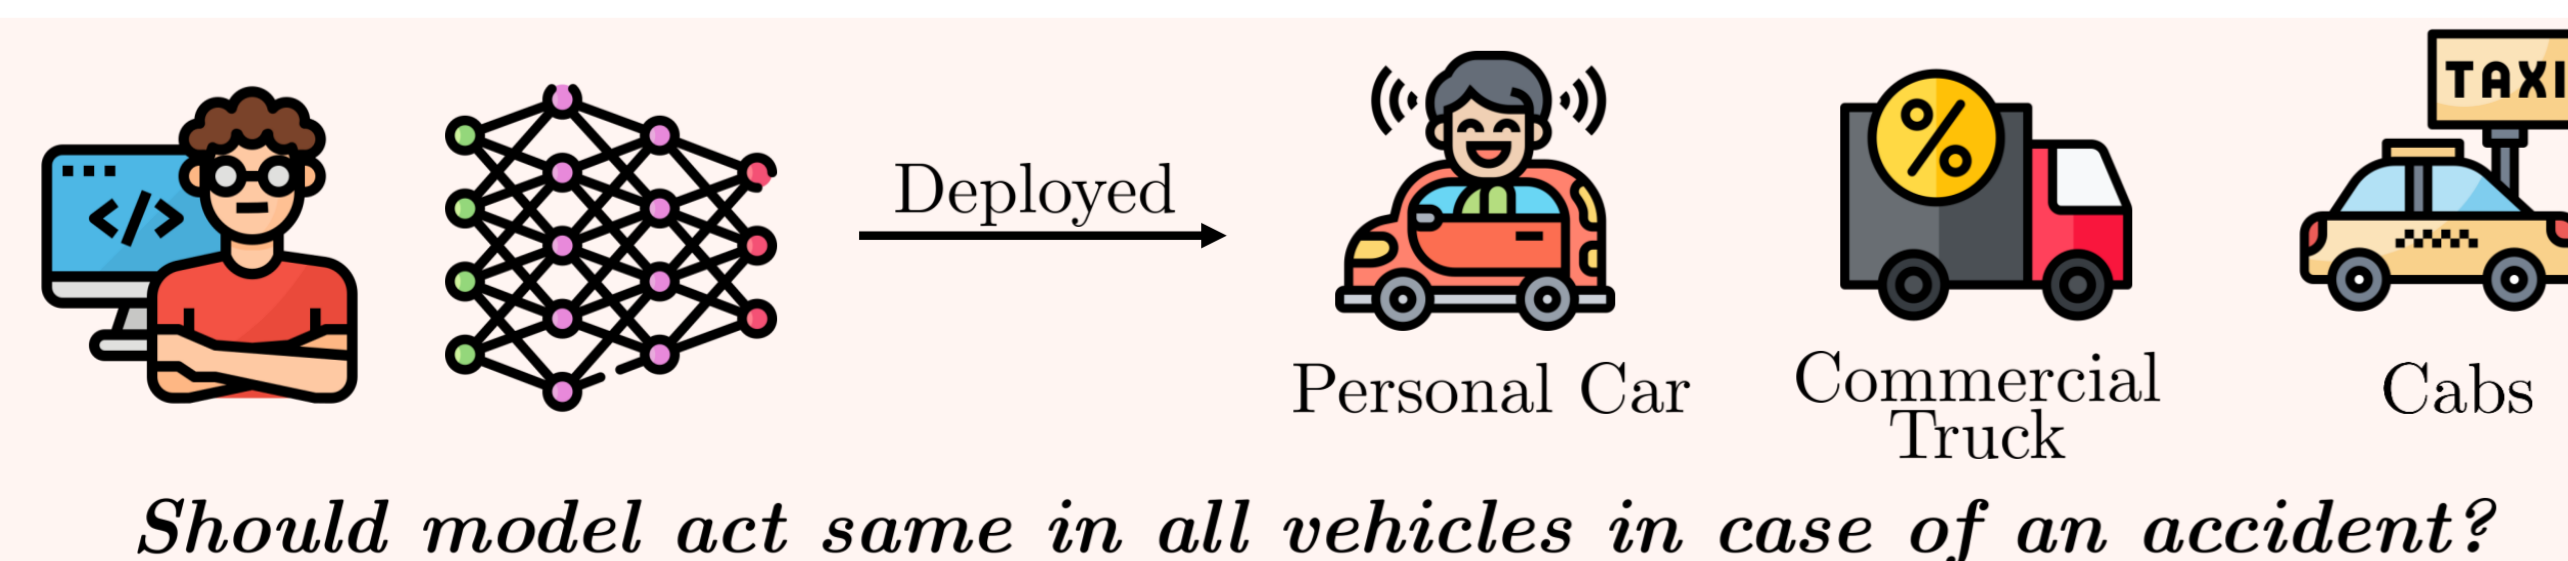 TAXI
</>
Deployed
Personal Car
Commercial
Truck
Cabs
Should model act same in all vehicles in case of an accident?